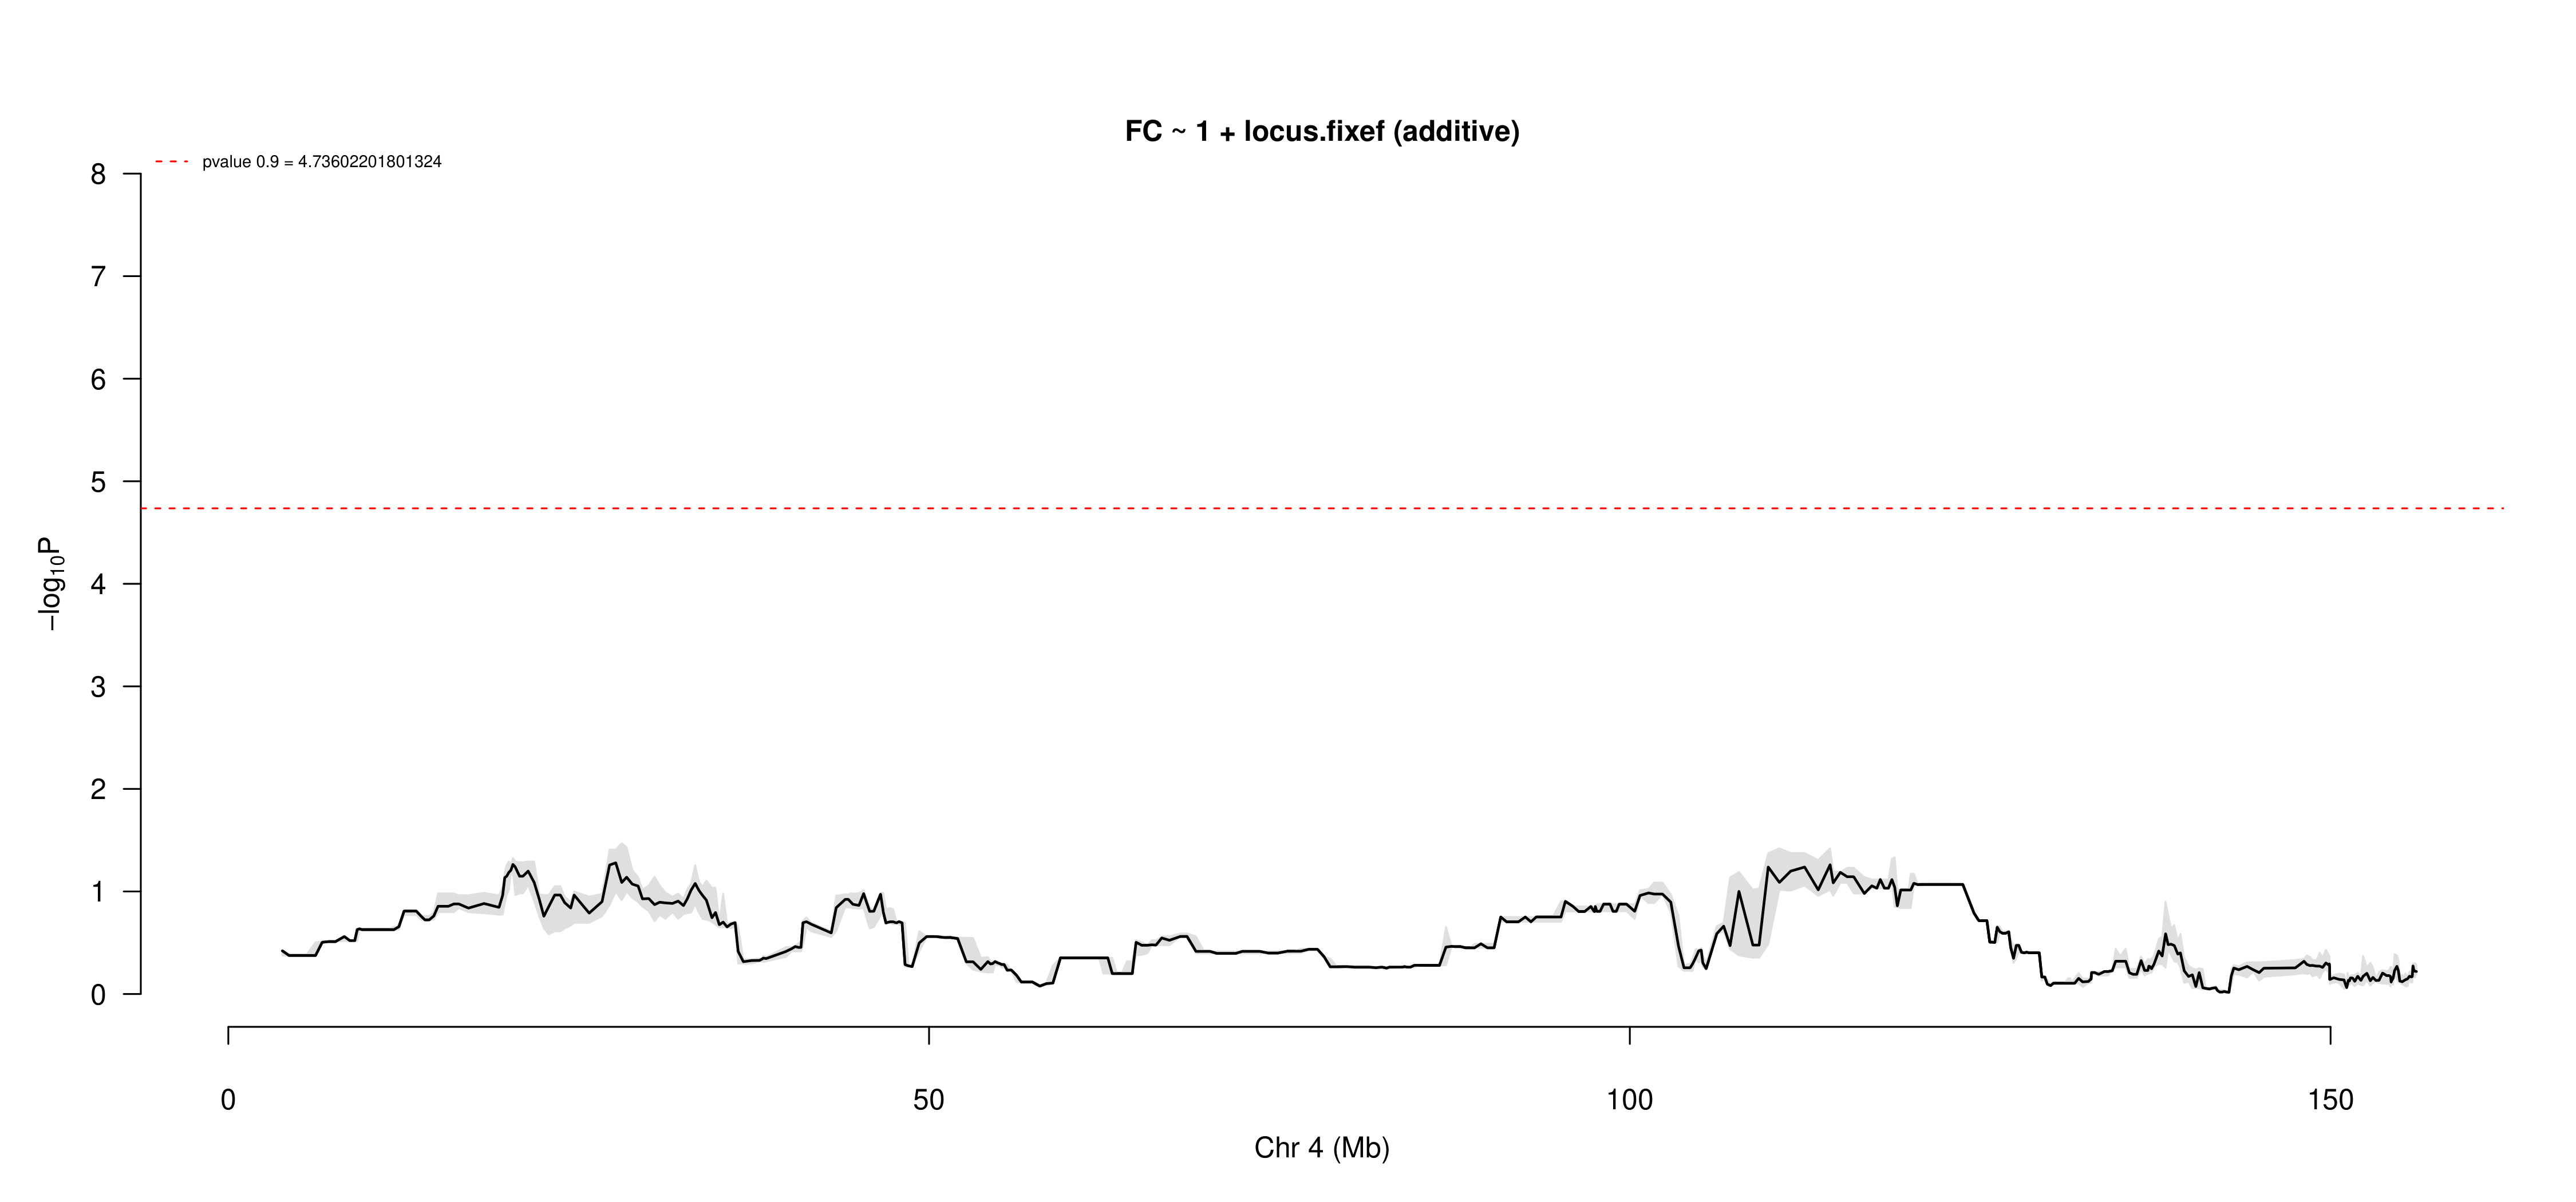 FC ~ 1 + locus.fixef (additive)
pvalue 0.9 = 4.73602201801324
8
7
6
5
4
3
2
1
0
−log10P
0 50 100 150
Chr 4 (Mb)